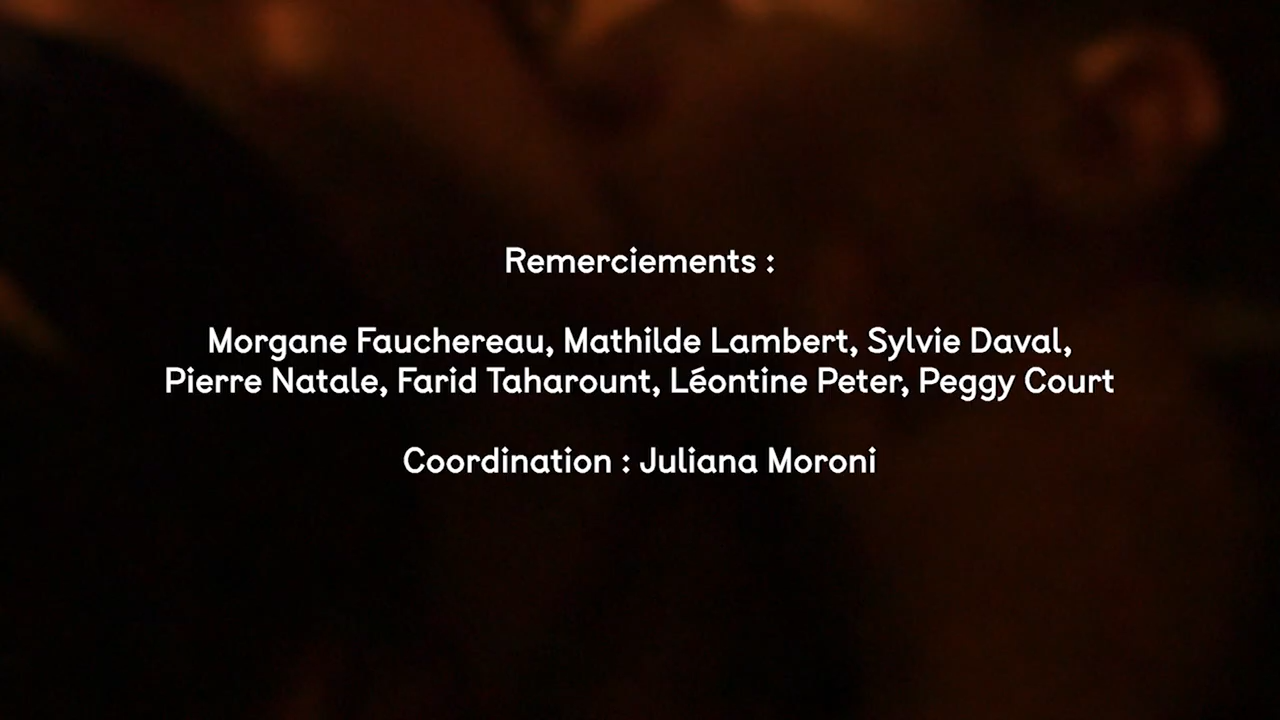 Remerciements :
Morgane Fauchereau, Mathilde Lambert, Sylvie Daval,
Pierre Natale, Farid Taharount, Léontine Peter, Peggy Court
Coordination : Juliana Moroni